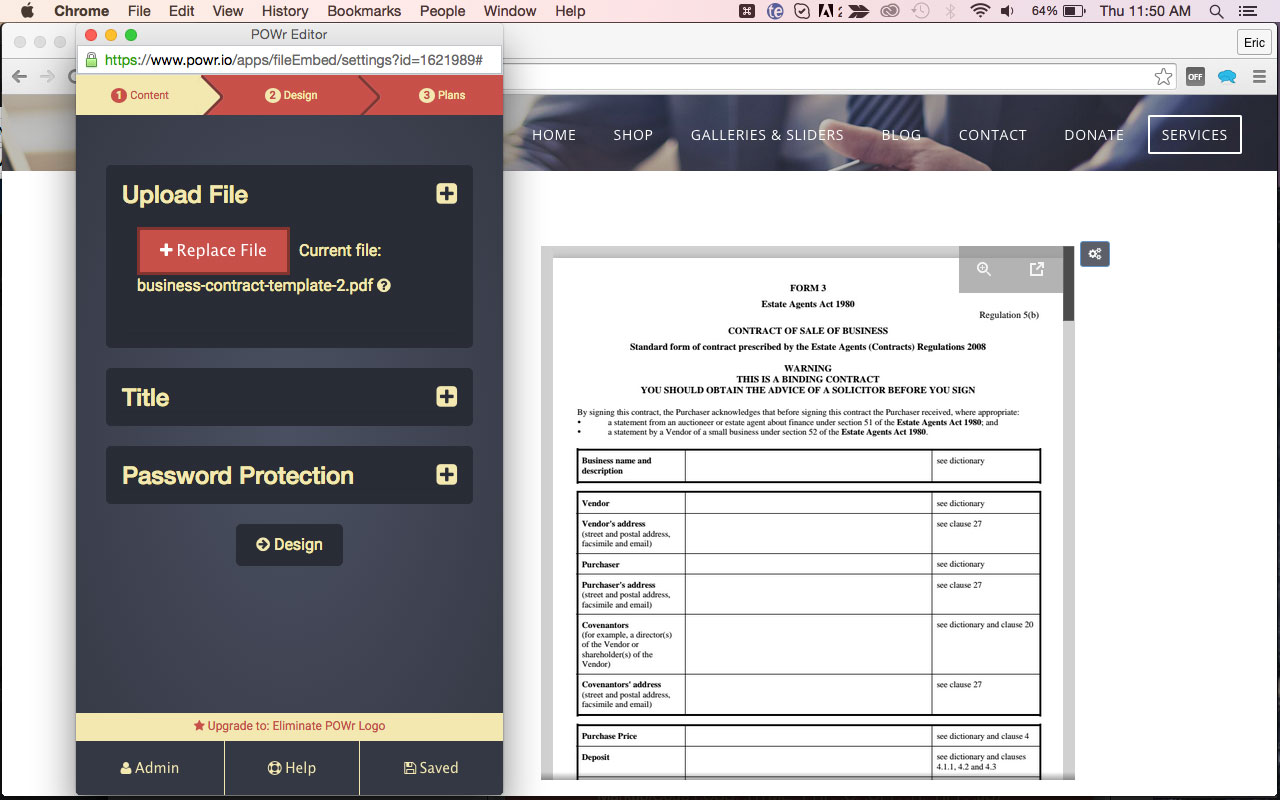 Chrome File Edit View History Bookmarks People Window Help 64% Thu 11:50 AM
POWr Editor
Eric
https://www.powr.io/apps/fileEmbed/settings?id=1621989#
OFF
1 Content 2 Design 3 Plans
HOME SHOP GALLERIES & SLIDERS BLOG CONTACT DONATE SERVICES
Upload File
Replace File Current file:
business-contract-template-2.pdf
Title
Password Protection
Design
Upgrade to: Eliminate POWr Logo
Admin Help Saved
FORM 3
Estate Agents Act 1980
Regulation 5(b)
CONTRACT OF SALE OF BUSINESS
Standard form of contract prescribed by the Estate Agents (Contracts) Regulations 2008
WARNING
THIS IS A BINDING CONTRACT
YOU SHOULD OBTAIN THE ADVICE OF A SOLICITOR BEFORE YOU SIGN
By signing this contract, the Purchaser acknowledges that before signing this contract the Purchaser received, where appropriate:
• a statement from an auctioneer or estate agent about finance under section 51 of the Estate Agents Act 1980; and
• a statement by a Vendor of a small business under section 52 of the Estate Agents Act 1980.
Business name and see dictionary
description
Vendor see dictionary
Vendor's address see clause 27
(street and postal address,
facsimile and email)
Purchaser see dictionary
Purchaser's address see clause 27
(street and postal address,
facsimile and email)
Covenantors see dictionary and clause 20
(for example, a director(s)
of the Vendor or
shareholder(s) of the
Vendor)
Covenantors' address see clause 27
(street and postal address,
facsimile and email)
Purchase Price see dictionary and clause 4
Deposit see dictionary and clauses
4.1.1, 4.2 and 4.3